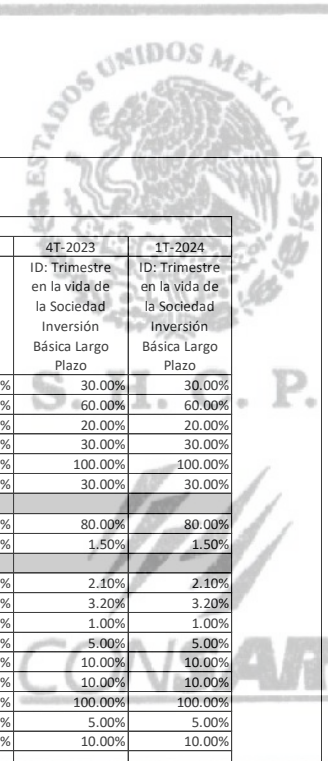 ESTADOS UNIDOS MEXICANOS
4T-2023 1T-2024
ID: Trimestre ID: Trimestre
en la vida de en la vida de
la Sociedad la Sociedad
Inversión Inversión
Básica Largo Básica Largo
Plazo Plazo
% 30.00% 30.00%
S. H. C. P.
% 60.00% 60.00%
% 20.00% 20.00%
% 30.00% 30.00%
% 100.00% 100.00%
% 30.00% 30.00%
% 80.00% 80.00%
% 1.50% 1.50%
% 2.10% 2.10%
% 3.20% 3.20%
% 1.00% 1.00%
% 5.00% 5.00%
% 10.00% 10.00%
CONSAR
% 10.00% 10.00%
% 100.00% 100.00%
% 5.00% 5.00%
% 10.00% 10.00%